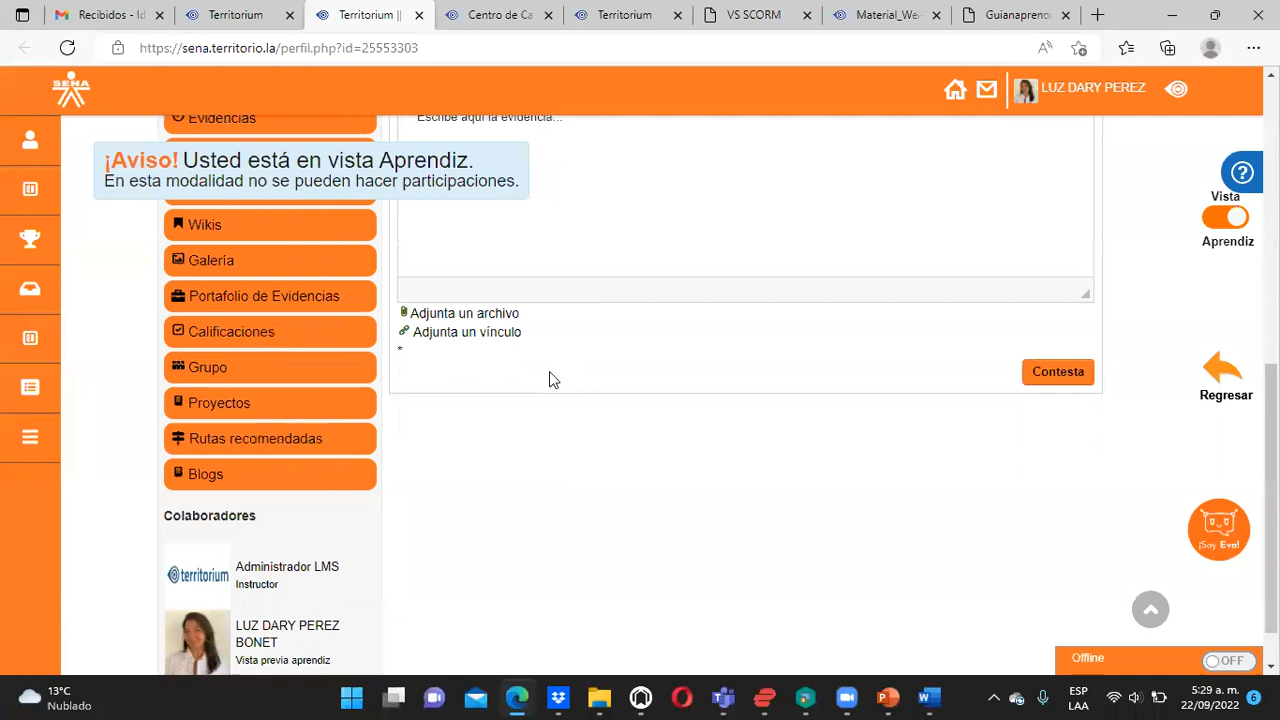 Recibidos - Id
Territorium
Territorium ||
Centro de Ca
Territorium
VS SCORM
Material_We
Guianaprend
https://sena.territorio.la/perfil.php?id=25553303
SENA
LUZ DARY PEREZ
Evidencias
Escribe aquí la evidencia...
¡Aviso! Usted está en vista Aprendiz.
En esta modalidad no se pueden hacer participaciones.
Vista
Aprendiz
Wikis
Galería
Portafolio de Evidencias
Adjunta un archivo
Calificaciones
Adjunta un vínculo
*
Grupo
Contesta
Regresar
Proyectos
Rutas recomendadas
Blogs
Colaboradores
¡Soy Eva!
territorium
Administrador LMS
Instructor
LUZ DARY PEREZ
BONET
Vista previa aprendiz
Offline
OFF
13°C
Nublado
ESP
LAA
5:29 a. m.
22/09/2022
6